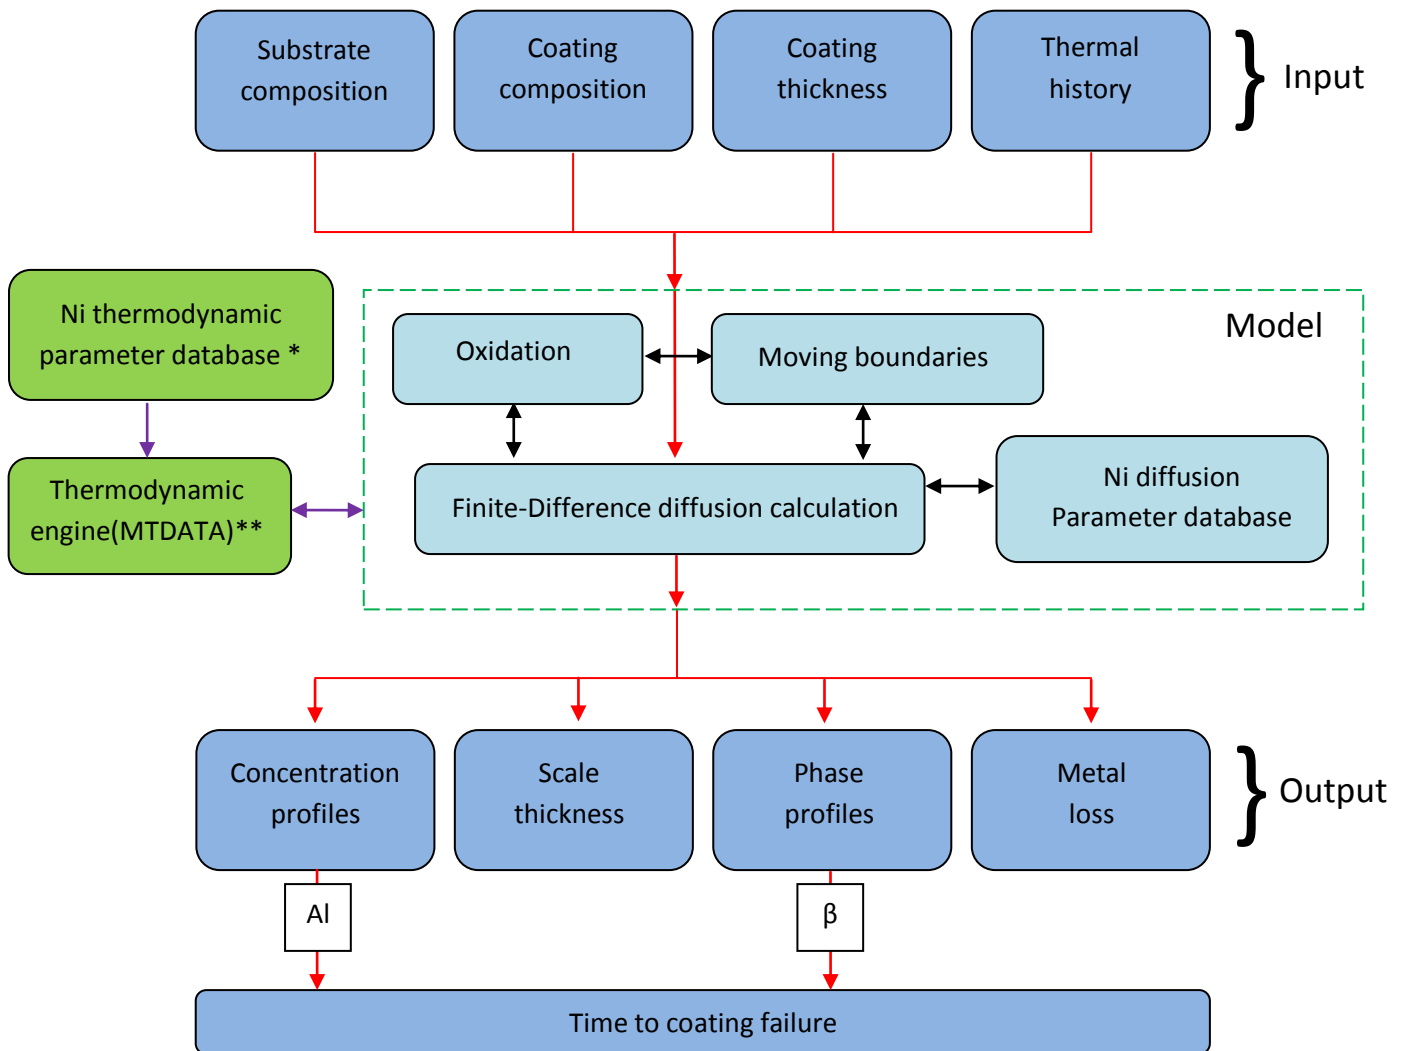 Substrate
composition
Coating
composition
Coating
thickness
Thermal
history
} Input
Ni thermodynamic
parameter database *
Model
Oxidation
Moving boundaries
Thermodynamic
engine(MTDATA)**
Finite-Difference diffusion calculation
Ni diffusion
Parameter database
Concentration
profiles
Scale
thickness
Phase
profiles
Metal
loss
} Output
Al
β
Time to coating failure